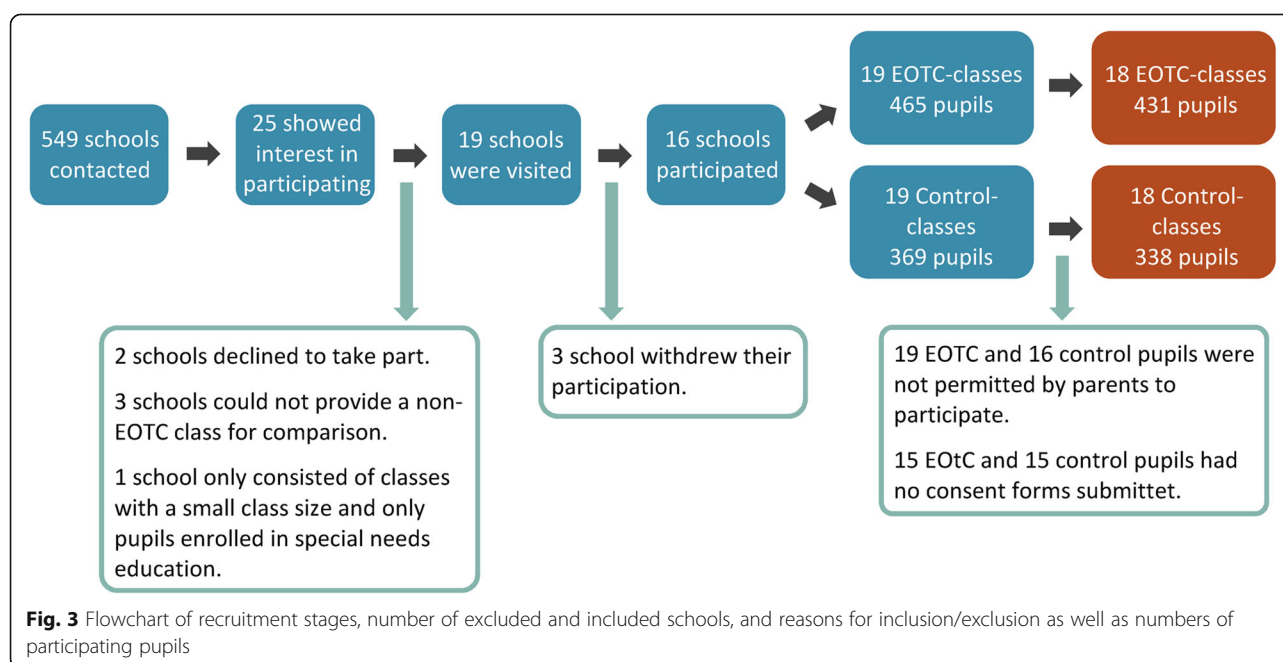 549 schools
contacted
25 showed
interest in
participating
19 schools
were visited
16 schools
participated
19 EOTC-classes
465 pupils
18 EOTC-classes
431 pupils
19 Control-
classes
369 pupils
18 Control-
classes
338 pupils
2 schools declined to take part.
3 schools could not provide a non-
EOTC class for comparison.
1 school only consisted of classes
with a small class size and only
pupils enrolled in special needs
education.
3 school withdrew their
participation.
19 EOTC and 16 control pupils were
not permitted by parents to
participate.
15 EOtC and 15 control pupils had
no consent forms submittet.
Fig. 3 Flowchart of recruitment stages, number of excluded and included schools, and reasons for inclusion/exclusion as well as numbers of
participating pupils